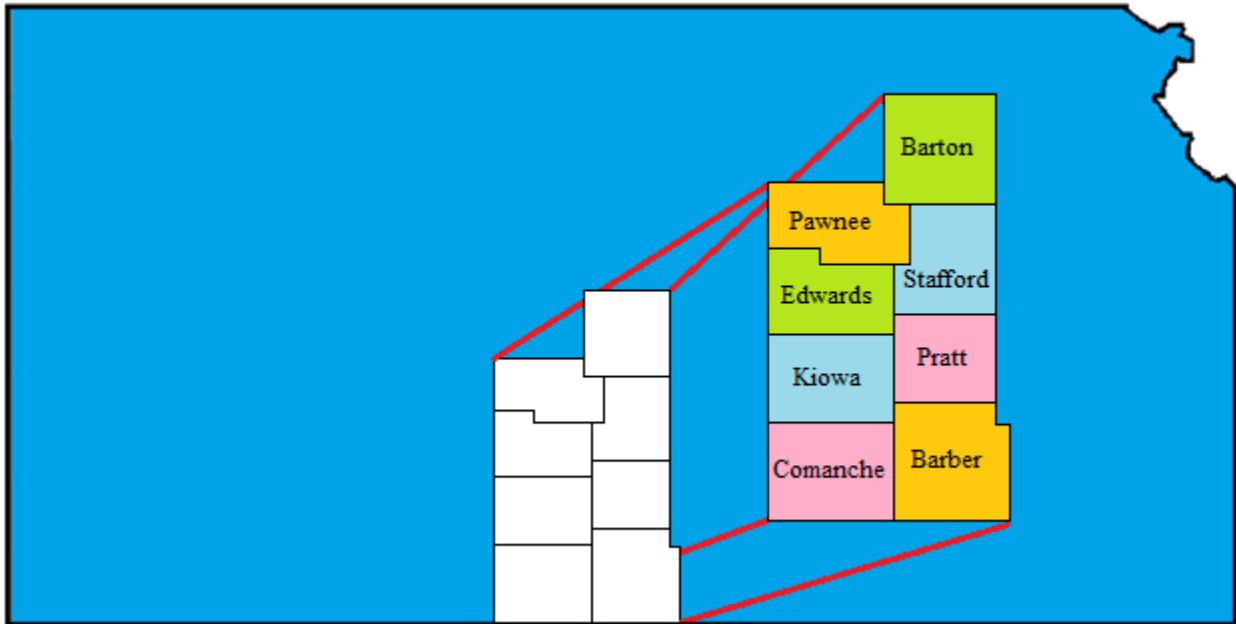 Barton
Pawnee
Stafford
Edwards
Pratt
Kiowa
Barber
Comanche